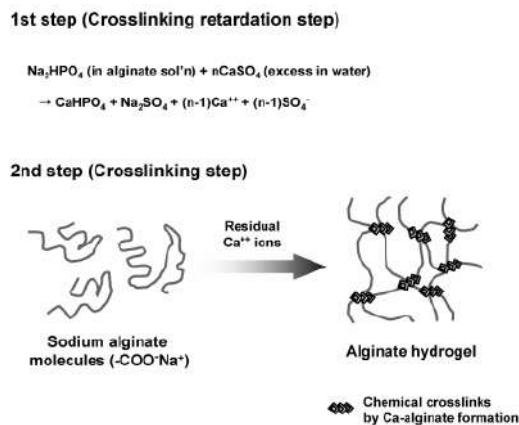 1st step (Crosslinking retardation step)
Na₂HPO₄ (in alginate sol'n) + nCaSO₄ (excess in water)
→ CaHPO₄ + Na₂SO₄ + (n-1)Ca⁺⁺ + (n-1)SO₄⁻
2nd step (Crosslinking step)
Residual
Ca⁺⁺ ions
Sodium alginate
molecules (-COO⁻Na⁺)
Alginate hydrogel
Chemical crosslinks
by Ca-alginate formation